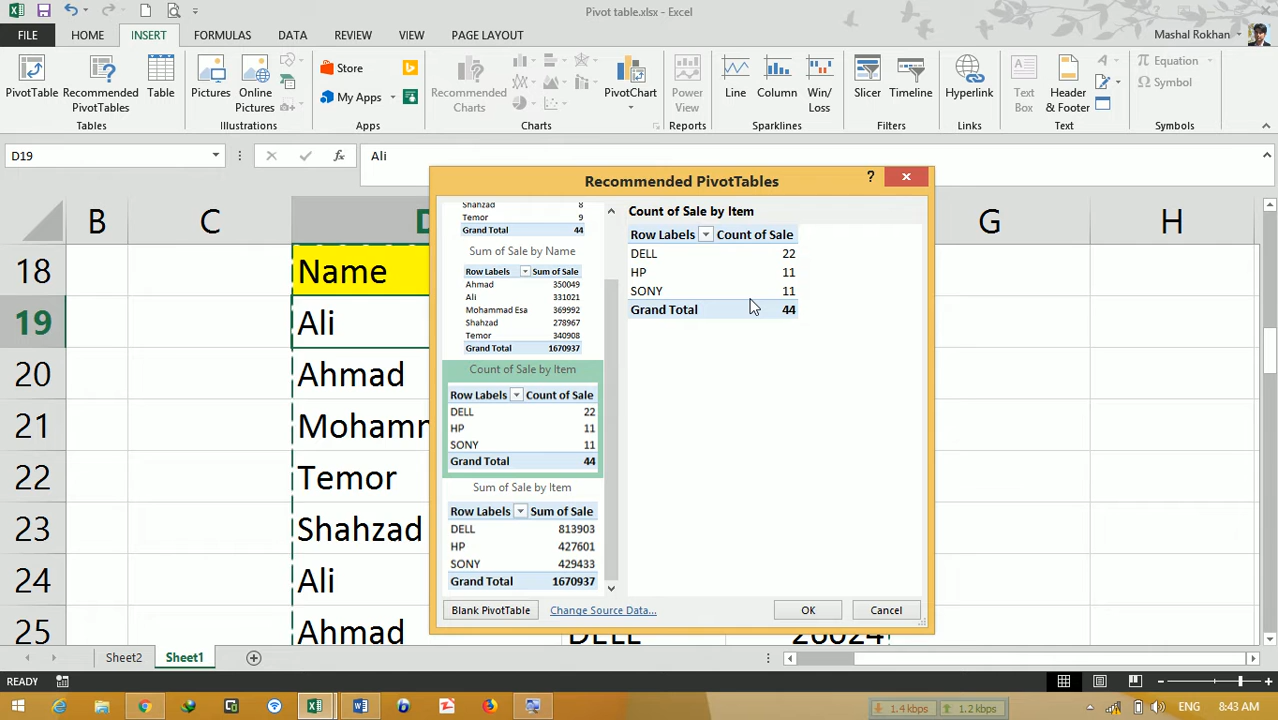 Pivot table.xlsx - Excel
FILE HOME INSERT FORMULAS DATA REVIEW VIEW PAGE LAYOUT Mashal Rokhan
PivotTable Recommended PivotTables Table Pictures Online Pictures Store My Apps Recommended Charts PivotChart Power View Line Column Win/Loss Slicer Timeline Hyperlink Text Box Header & Footer Equation Symbol
Tables Illustrations Apps Charts Reports Sparklines Filters Links Text Symbols
D19 fx Ali
Recommended PivotTables ?
B C D G H
18 Name
19 Ali
20 Ahmad
21 Mohamm
22 Temor
23 Shahzad
24 Ali
25 Ahmad DELL 26024
Shahzad 8
Temor 9
Grand Total 44
Sum of Sale by Name
Row Labels Sum of Sale
Ahmad 350049
Ali 331021
Mohammad Esa 369992
Shahzad 278967
Temor 340908
Grand Total 1670937
Count of Sale by Item
Row Labels Count of Sale
DELL 22
HP 11
SONY 11
Grand Total 44
Sum of Sale by Item
Row Labels Sum of Sale
DELL 813903
HP 427601
SONY 429433
Grand Total 1670937
Count of Sale by Item
Row Labels Count of Sale
DELL 22
HP 11
SONY 11
Grand Total 44
Blank PivotTable Change Source Data... OK Cancel
Sheet2 Sheet1
READY
1.4 kbps 1.2 kbps ENG 8:43 AM